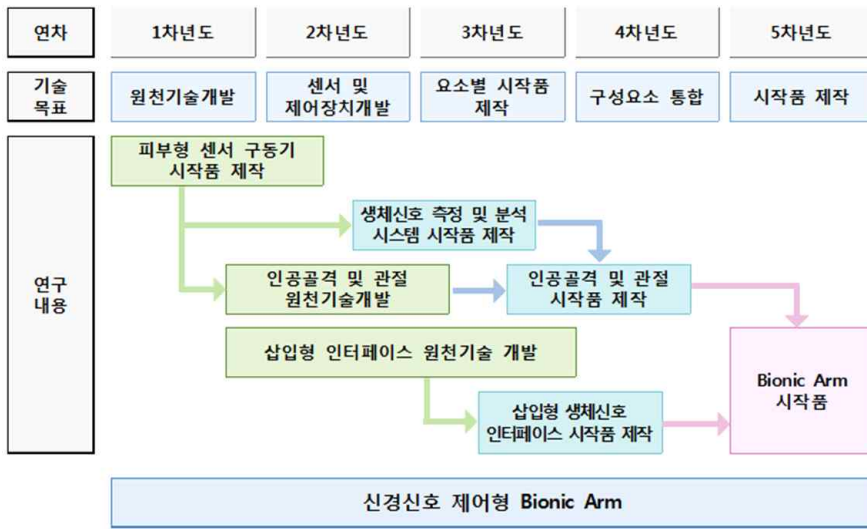 연차
1차년도
2차년도
3차년도
4차년도
5차년도
기술
목표
원천기술개발
센서 및
제어장치개발
요소별 시작품
제작
구성요소 통합
시작품 제작
연구
내용
피부형 센서 구동기
시작품 제작
생체신호 측정 및 분석
시스템 시작품 제작
인공골격 및 관절
원천기술개발
인공골격 및 관절
시작품 제작
삽입형 인터페이스 원천기술 개발
삽입형 생체신호
인터페이스 시작품 제작
Bionic Arm
시작품
신경신호 제어형 Bionic Arm